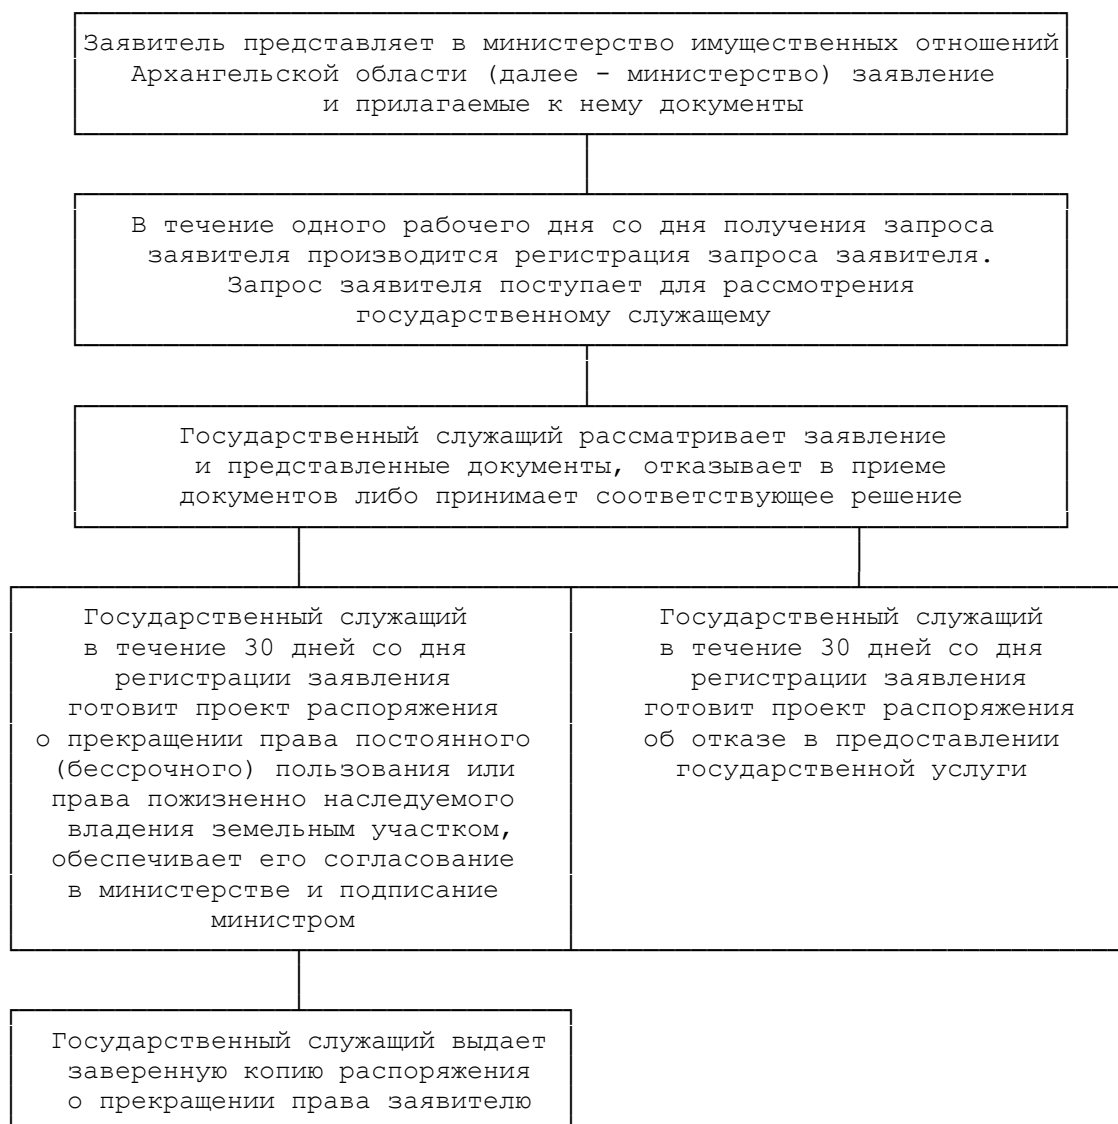 Заявитель представляет в министерство имущественных отношений
Архангельской области (далее - министерство) заявление
и прилагаемые к нему документы
В течение одного рабочего дня со дня получения запроса
заявителя производится регистрация запроса заявителя.
Запрос заявителя поступает для рассмотрения
государственному служащему
Государственный служащий рассматривает заявление
и представленные документы, отказывает в приеме
документов либо принимает соответствующее решение
Государственный служащий
в течение 30 дней со дня
регистрации заявления
готовит проект распоряжения
о прекращении права постоянного
(бессрочного) пользования или
права пожизненно наследуемого
владения земельным участком,
обеспечивает его согласование
в министерстве и подписание
министром
Государственный служащий
в течение 30 дней со дня
регистрации заявления
готовит проект распоряжения
об отказе в предоставлении
государственной услуги
Государственный служащий выдает
заверенную копию распоряжения
о прекращении права заявителю